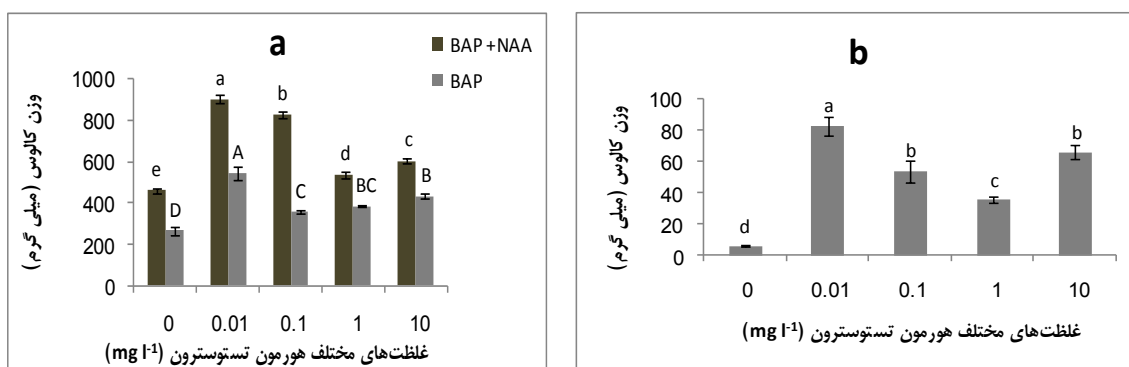 a
BAP +NAA
BAP
وزن کالوس (میلی گرم)
1000
800
600
400
200
0
e
D
a
A
b
C
d
BC
c
B
0 0.01 0.1 1 10
غلظت‌های مختلف هورمون تستوسترون (mg l⁻¹)
b
وزن کالوس (میلی گرم)
100
80
60
40
20
0
d
a
b
c
b
0 0.01 0.1 1 10
غلظت‌های مختلف هورمون تستوسترون (mg l⁻¹)